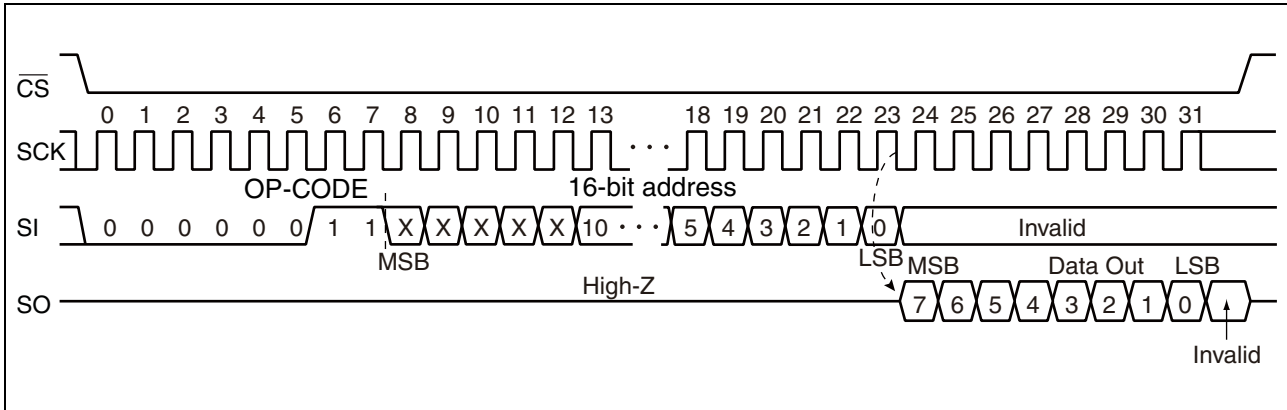 CS
0 1 2 3 4 5 6 7 8 9 10 11 12 13 18 19 20 21 22 23 24 25 26 27 28 29 30 31
SCK ···
OP-CODE 16-bit address
SI 0 0 0 0 0 0 1 1 X X X X X 10 ··· 5 4 3 2 1 0 Invalid
MSB LSB MSB Data Out LSB
High-Z
SO 7 6 5 4 3 2 1 0
Invalid